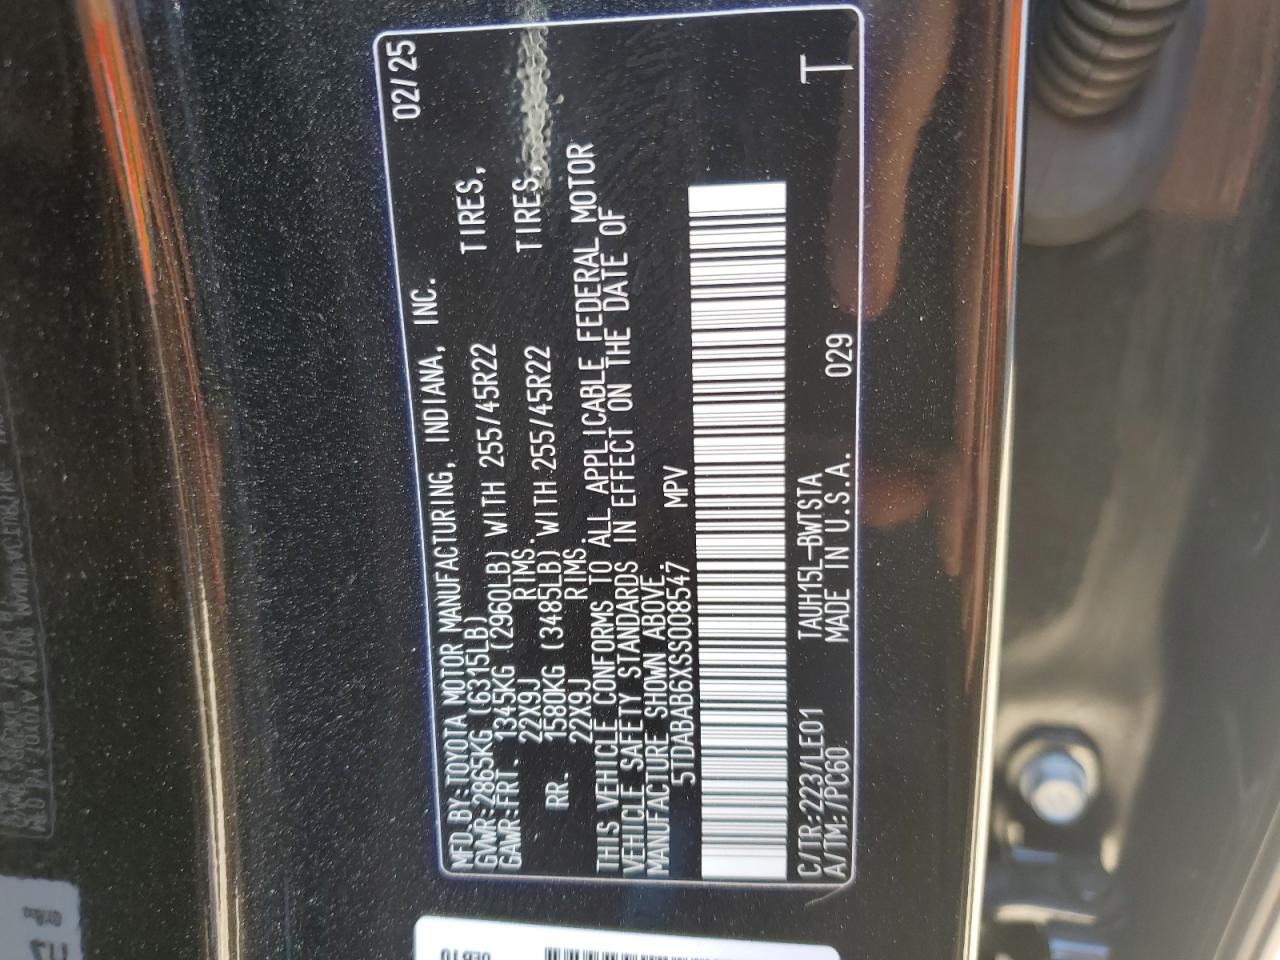 MFD.BY:TOYOTA MOTOR MANUFACTURING, INDIANA, INC. 02/25
GVWR:2865KG (6315LB)
GAWR:FRT. 1345KG (2960LB) WITH 255/45R22 TIRES,
22X9J RIMS.
RR. 1580KG (3485LB) WITH 255/45R22 TIRES,
22X9J RIMS.
THIS VEHICLE CONFORMS TO ALL APPLICABLE FEDERAL MOTOR
VEHICLE SAFETY STANDARDS IN EFFECT ON THE DATE OF
MANUFACTURE SHOWN ABOVE.
5TDABAB6XSS008547 MPV
C/TR:223/LE01 TAUH15L-BWTSTA
A/TM:/PC60 MADE IN U.S.A. 029 T